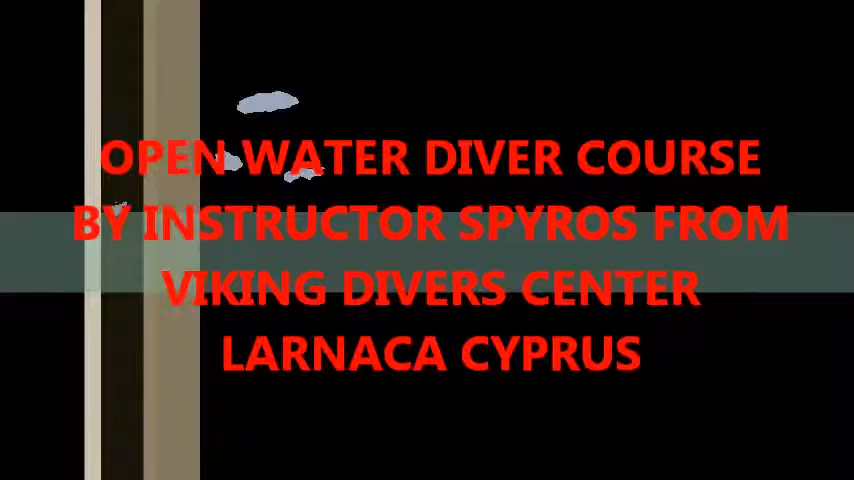 OPEN WATER DIVER COURSE
BY INSTRUCTOR SPYROS FROM
VIKING DIVERS CENTER
LARNACA CYPRUS